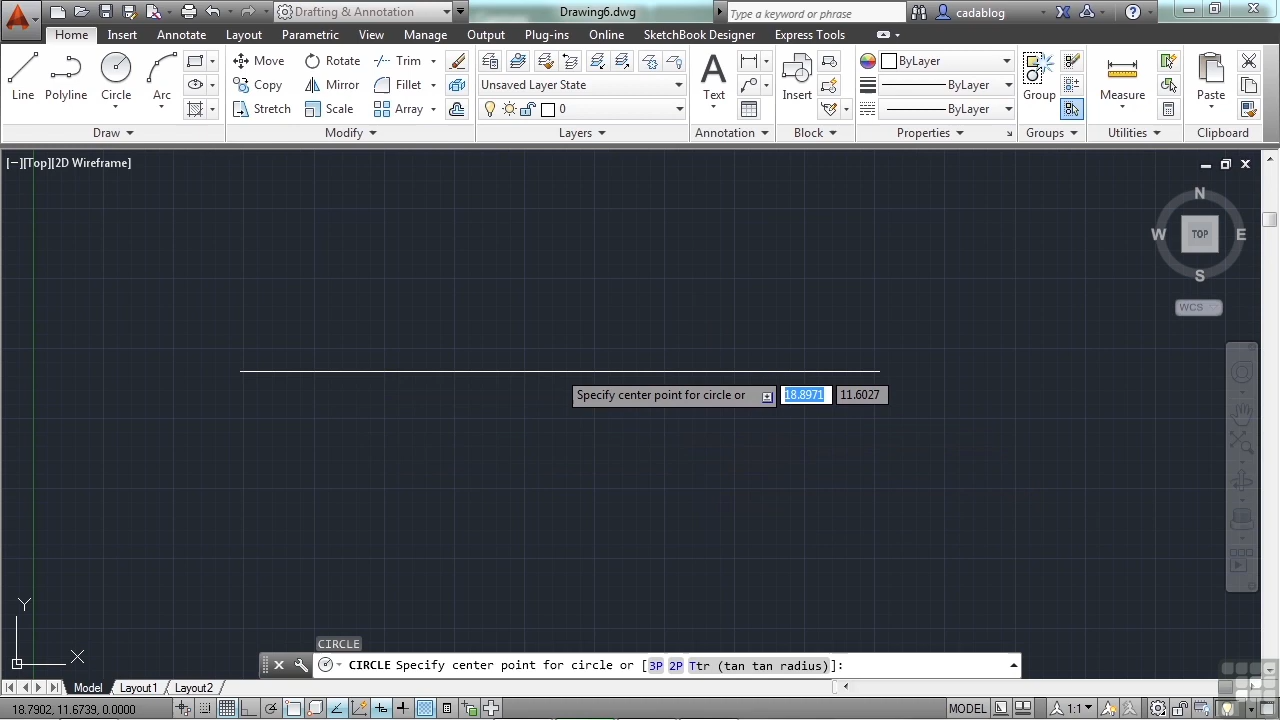 Drafting & Annotation
Drawing6.dwg
Type a keyword or phrase
cadablog
Home Insert Annotate Layout Parametric View Manage Output Plug-ins Online SketchBook Designer Express Tools
Line Polyline Circle Arc
Move Rotate Trim
Copy Mirror Fillet
Stretch Scale Array
Unsaved Layer State
0
Text
Insert
ByLayer
ByLayer
ByLayer
Group
Measure
Paste
Draw Modify Layers Annotation Block Properties Groups Utilities Clipboard
[−][Top][2D Wireframe]
N
W TOP E
S
WCS
Specify center point for circle or 18.8971 11.6027
Y
X
CIRCLE
CIRCLE Specify center point for circle or [3P 2P Ttr (tan tan radius)]:
Model Layout1 Layout2
18.7902, 11.6739, 0.0000
MODEL 1:1